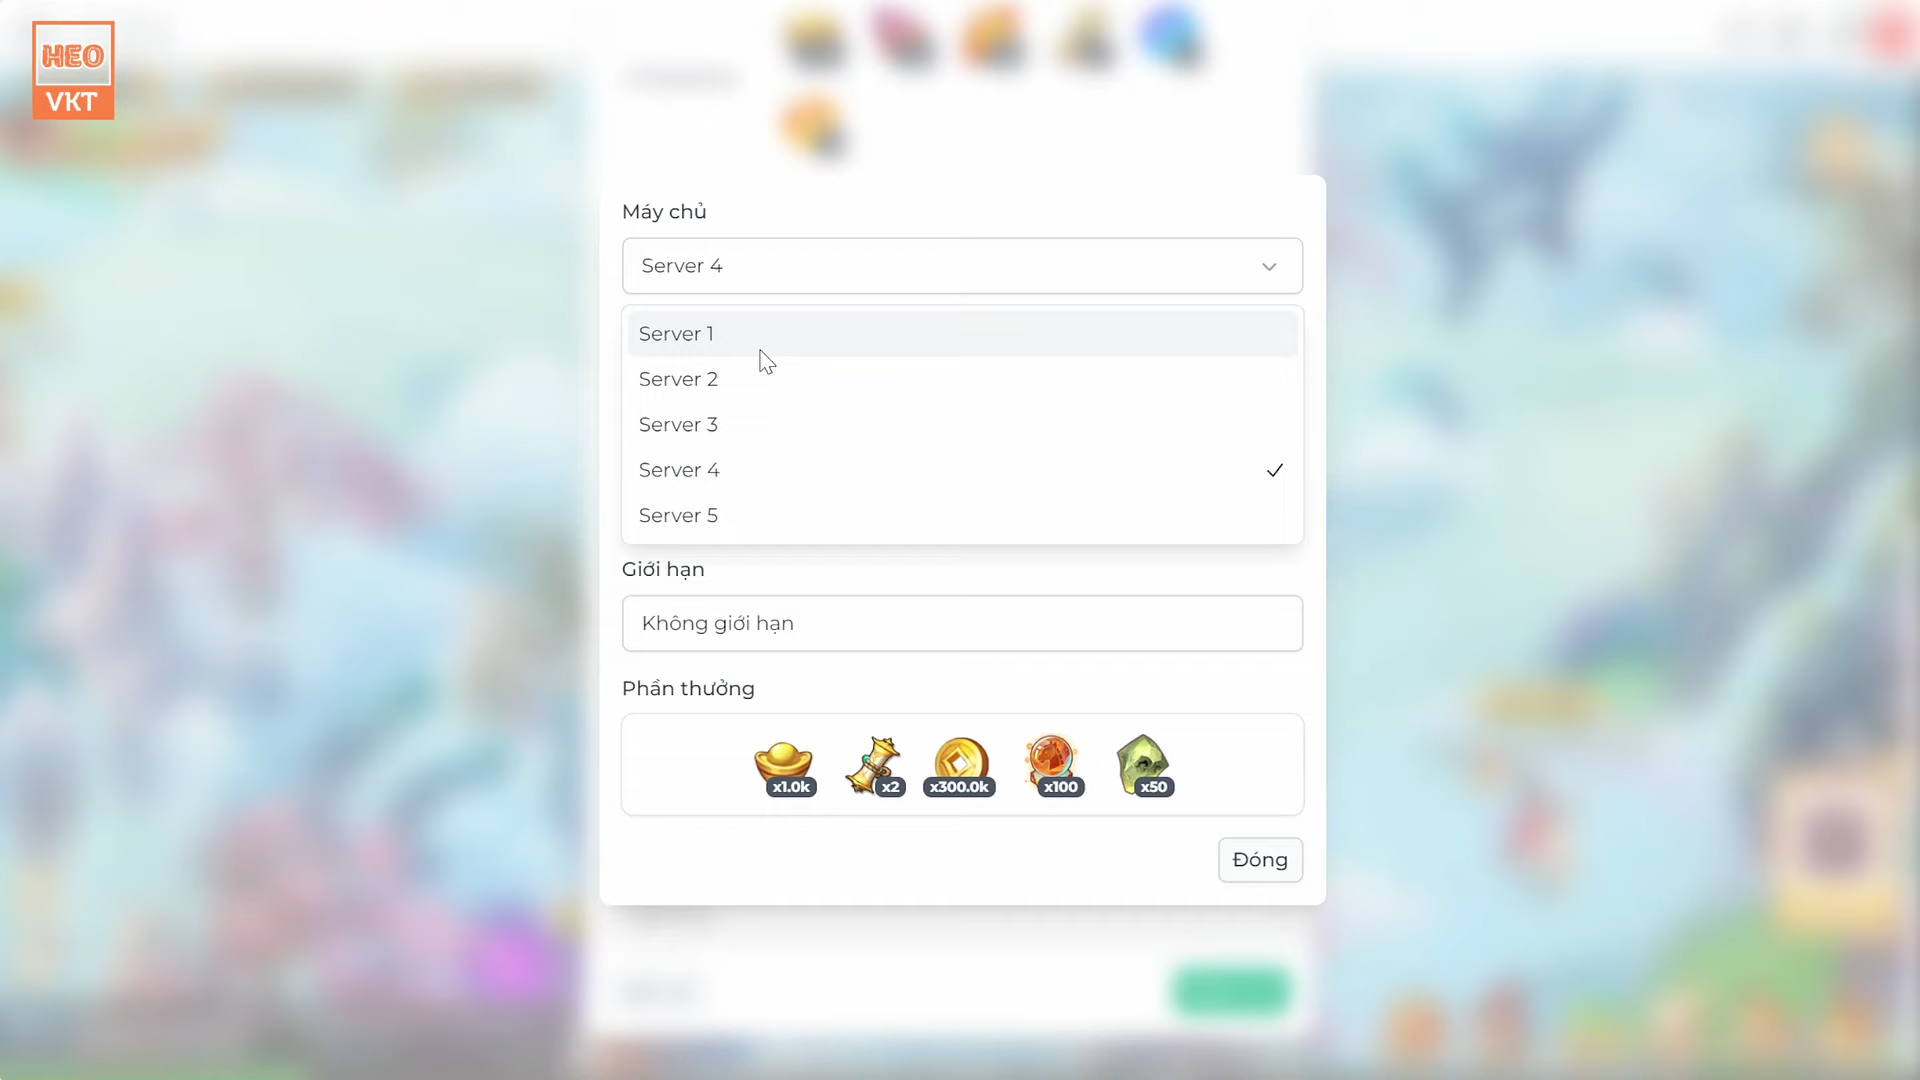 HEO
VKT
Máy chủ
Server 4
Server 1
Server 2
Server 3
Server 4
Server 5
Giới hạn
Không giới hạn
Phần thưởng
x1.0k x2 x300.0k x100 x50
Đóng